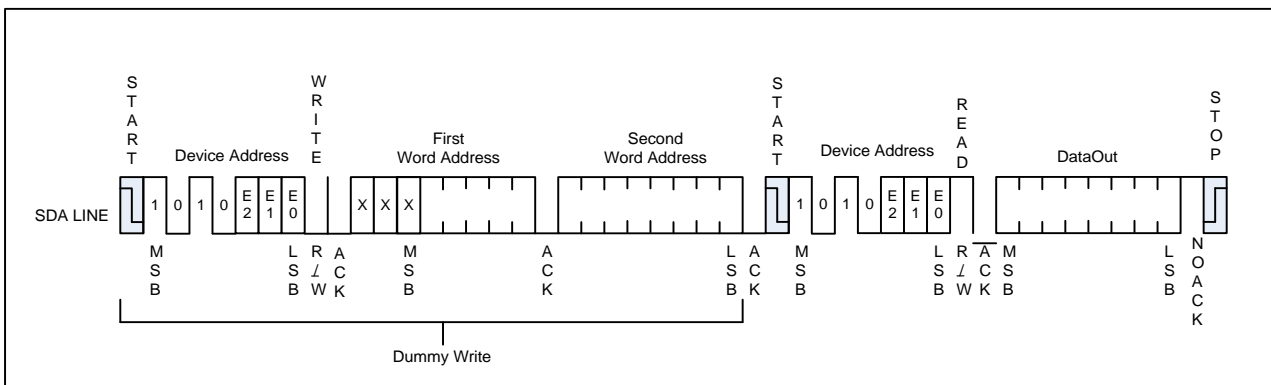 START
WRITE
START
READ
STOP
Device Address
First
Word Address
Second
Word Address
Device Address
DataOut
SDA LINE
1 0 1 0 E2 E1 E0
X X X
1 0 1 0 E2 E1 E0
MSB
LSB
R/W
ACK
MSB
ACK
LSB
ACK
MSB
LSB
R/W
ACK
MSB
LSB
NOACK
Dummy Write